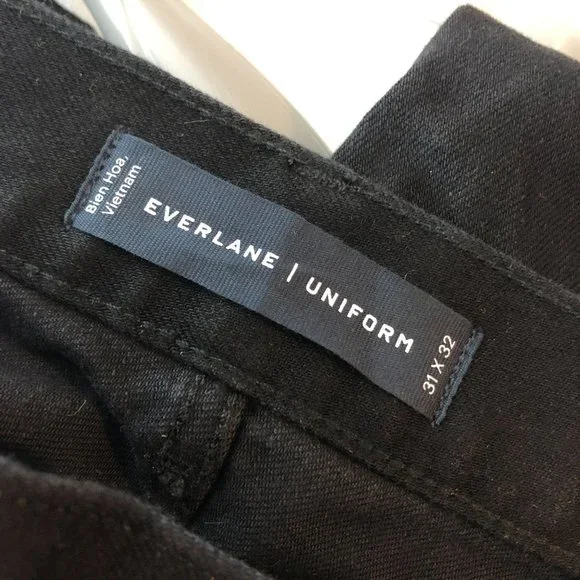 Bien Hoa,
Vietnam
EVERLANE | UNIFORM
31 X 32